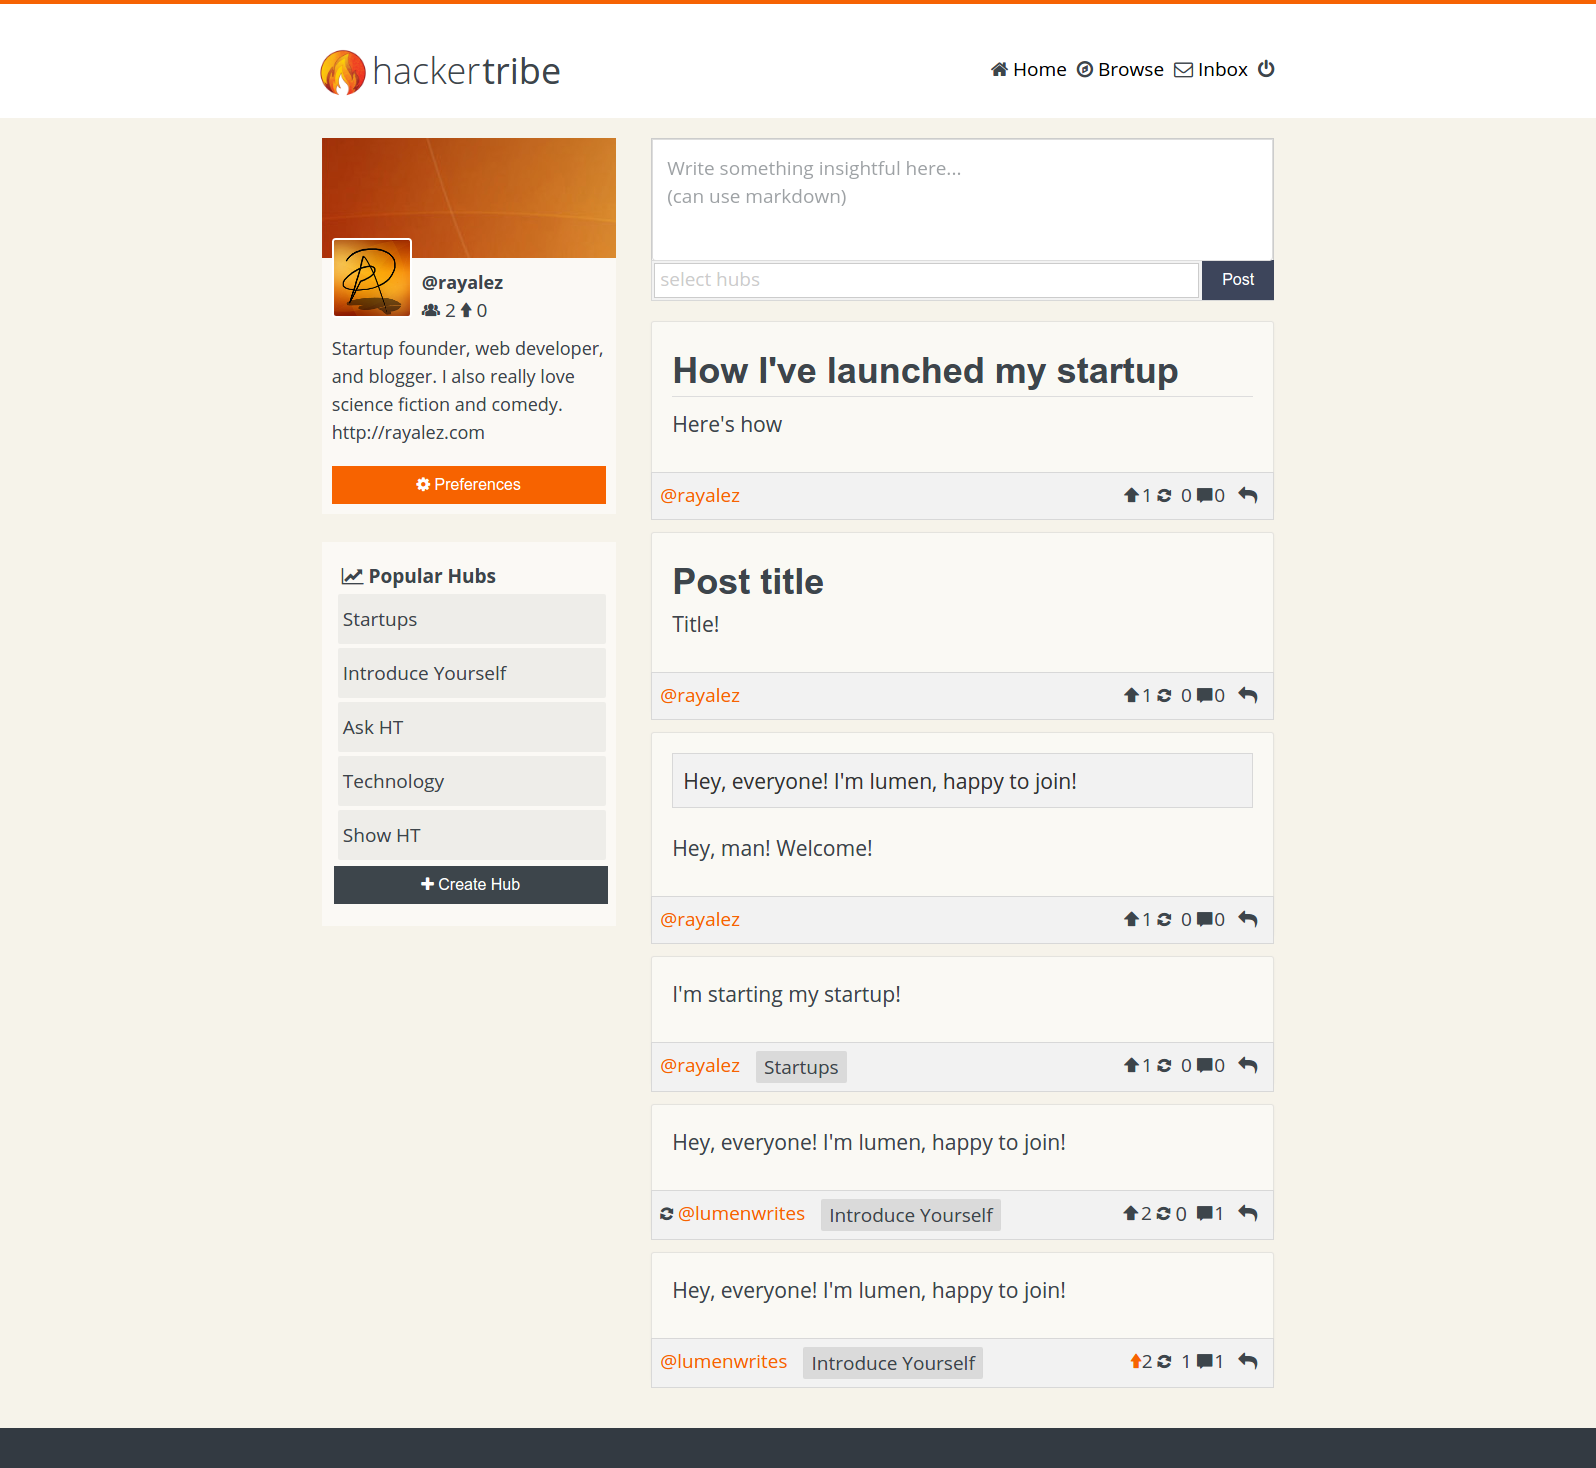 hackertribe
Home Browse Inbox
@rayalez
2 0
Startup founder, web developer,
and blogger. I also really love
science fiction and comedy.
http://rayalez.com
Preferences
Popular Hubs
Startups
Introduce Yourself
Ask HT
Technology
Show HT
Create Hub
Write something insightful here...
(can use markdown)
select hubs
Post
How I've launched my startup
Here's how
@rayalez 1 0 0
Post title
Title!
@rayalez 1 0 0
Hey, everyone! I'm lumen, happy to join!
Hey, man! Welcome!
@rayalez 1 0 0
I'm starting my startup!
@rayalez Startups 1 0 0
Hey, everyone! I'm lumen, happy to join!
@lumenwrites Introduce Yourself 2 0 1
Hey, everyone! I'm lumen, happy to join!
@lumenwrites Introduce Yourself 2 1 1